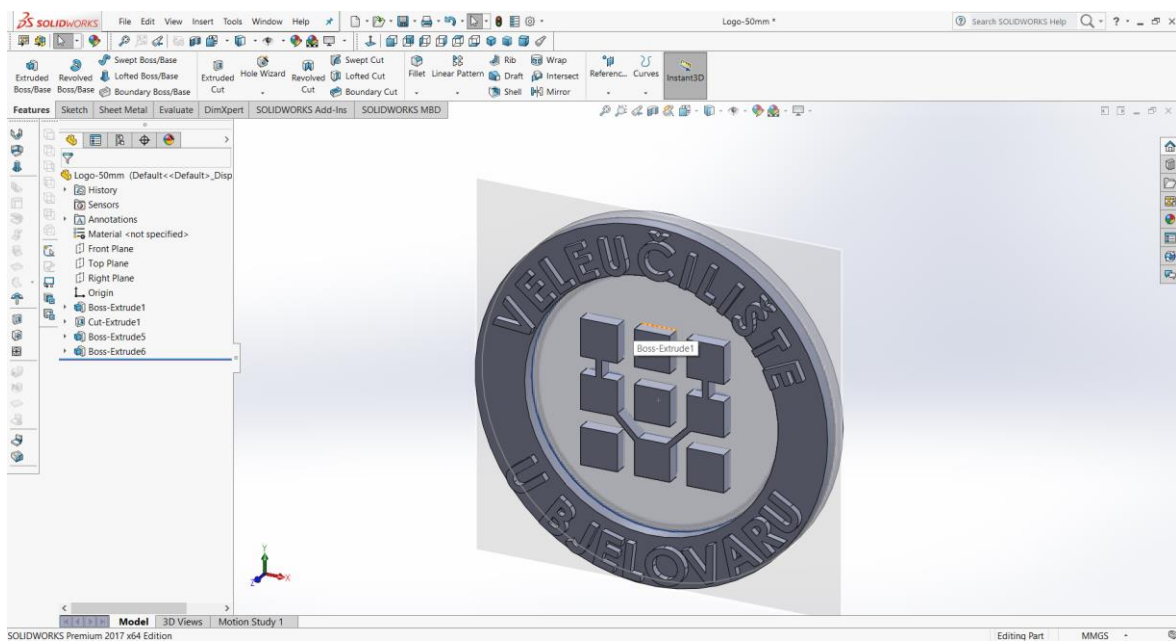 SOLIDWORKS File Edit View Insert Tools Window Help Logo-50mm * Search SOLIDWORKS Help
Extruded Boss/Base
Revolved Boss/Base
Swept Boss/Base
Lofted Boss/Base
Boundary Boss/Base
Extruded Cut
Hole Wizard
Revolved Cut
Swept Cut
Lofted Cut
Boundary Cut
Fillet
Linear Pattern
Rib
Draft
Shell
Wrap
Intersect
Mirror
Referenc...
Curves
Instant3D
Features Sketch Sheet Metal Evaluate DimXpert SOLIDWORKS Add-Ins SOLIDWORKS MBD
Logo-50mm (Default<<Default>_Disp
History
Sensors
Annotations
Material <not specified>
Front Plane
Top Plane
Right Plane
Origin
Boss-Extrude1
Cut-Extrude1
Boss-Extrude5
Boss-Extrude6
VELEUČILIŠTE
Boss-Extrude1
U BJELOVARU
Y
X
Z
Model 3D Views Motion Study 1
SOLIDWORKS Premium 2017 x64 Edition Editing Part MMGS